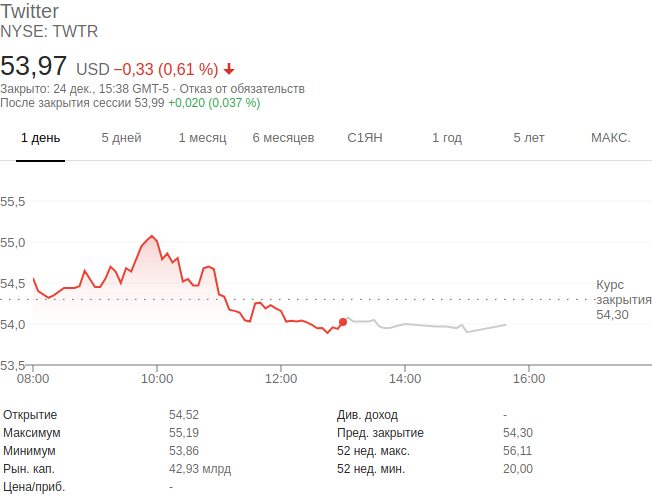 Twitter
NYSE: TWTR
53,97 USD −0,33 (0,61 %)
Закрыто: 24 дек., 15:38 GMT-5 · Отказ от обязательств
После закрытия сессии 53,99 +0,020 (0,037 %)
1 день 5 дней 1 месяц 6 месяцев С1ЯН 1 год 5 лет МАКС.
55,5
55,0
54,5
54,0
53,5
Курс
закрытия
54,30
08:00 10:00 12:00 14:00 16:00
Открытие 54,52 Див. доход -
Максимум 55,19 Пред. закрытие 54,30
Минимум 53,86 52 нед. макс. 56,11
Рын. кап. 42,93 млрд 52 нед. мин. 20,00
Цена/приб. -